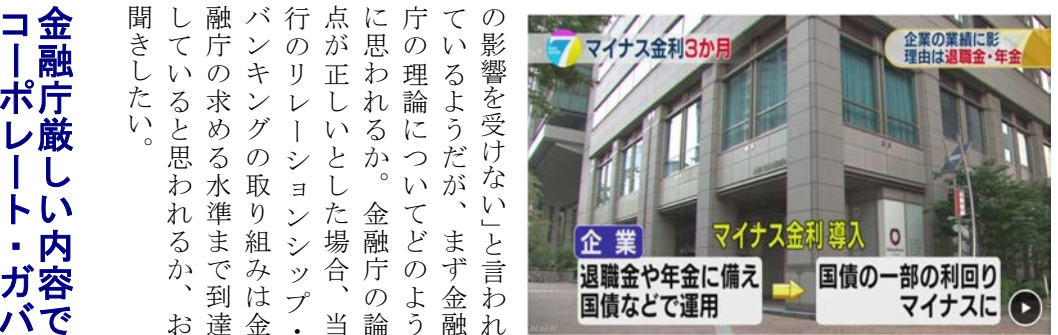 の影響を受けない」と言われ
ているようだが、まず金融
庁の理論についてどのよう
に思われるか。金融庁の論
点が正しいとした場合、当
行のリレーションシップ・
バンキングの取り組みは金
融庁の求める水準まで到達
していると思われるか、お
聞きしたい。
金融庁厳しい内容で
コーポレート・ガバ
7
マイナス金利3か月
企業の業績に影
理由は退職金・年金
マイナス金利 導入
企業
退職金や年金に備え
国債などで運用
国債の一部の利回り
マイナスに
NHK